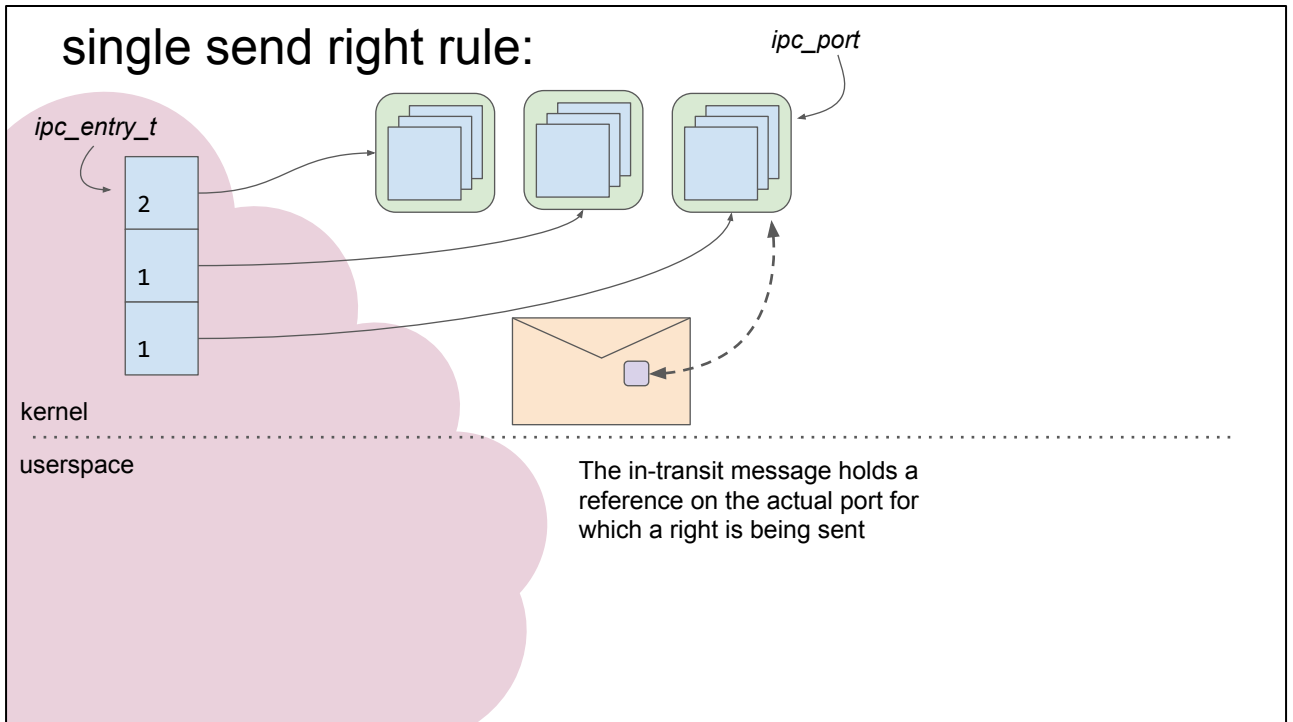 single send right rule:
ipc_port
ipc_entry_t
2
1
1
kernel
userspace
The in-transit message holds a
reference on the actual port for
which a right is being sent